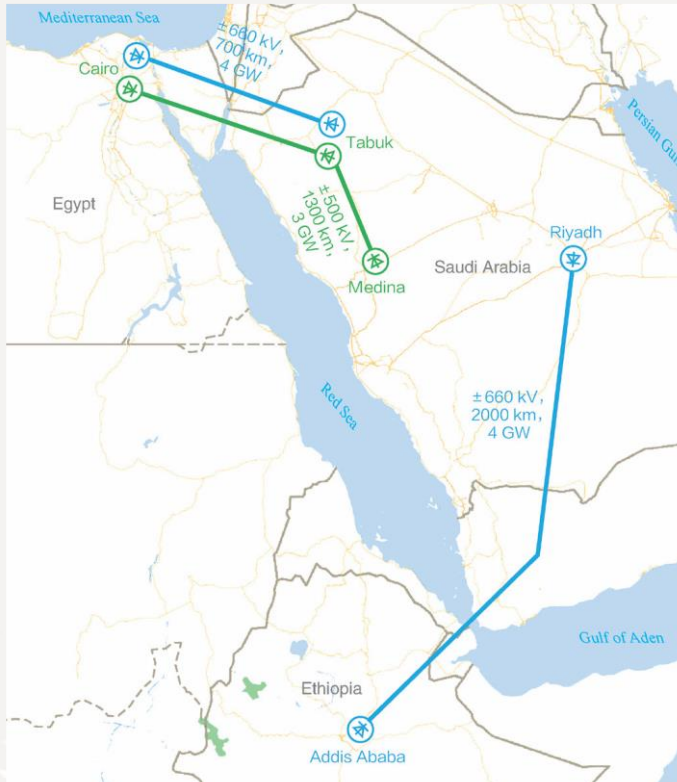 Mediterranean Sea
±660 kV,
700 km,
4 GW
Cairo
Tabuk
Persian Gu
Egypt
±500 kV,
1300 km,
3 GW
Medina
Riyadh
Saudi Arabia
±660 kV,
2000 km,
4 GW
Red Sea
Gulf of Aden
Ethiopia
Addis Ababa